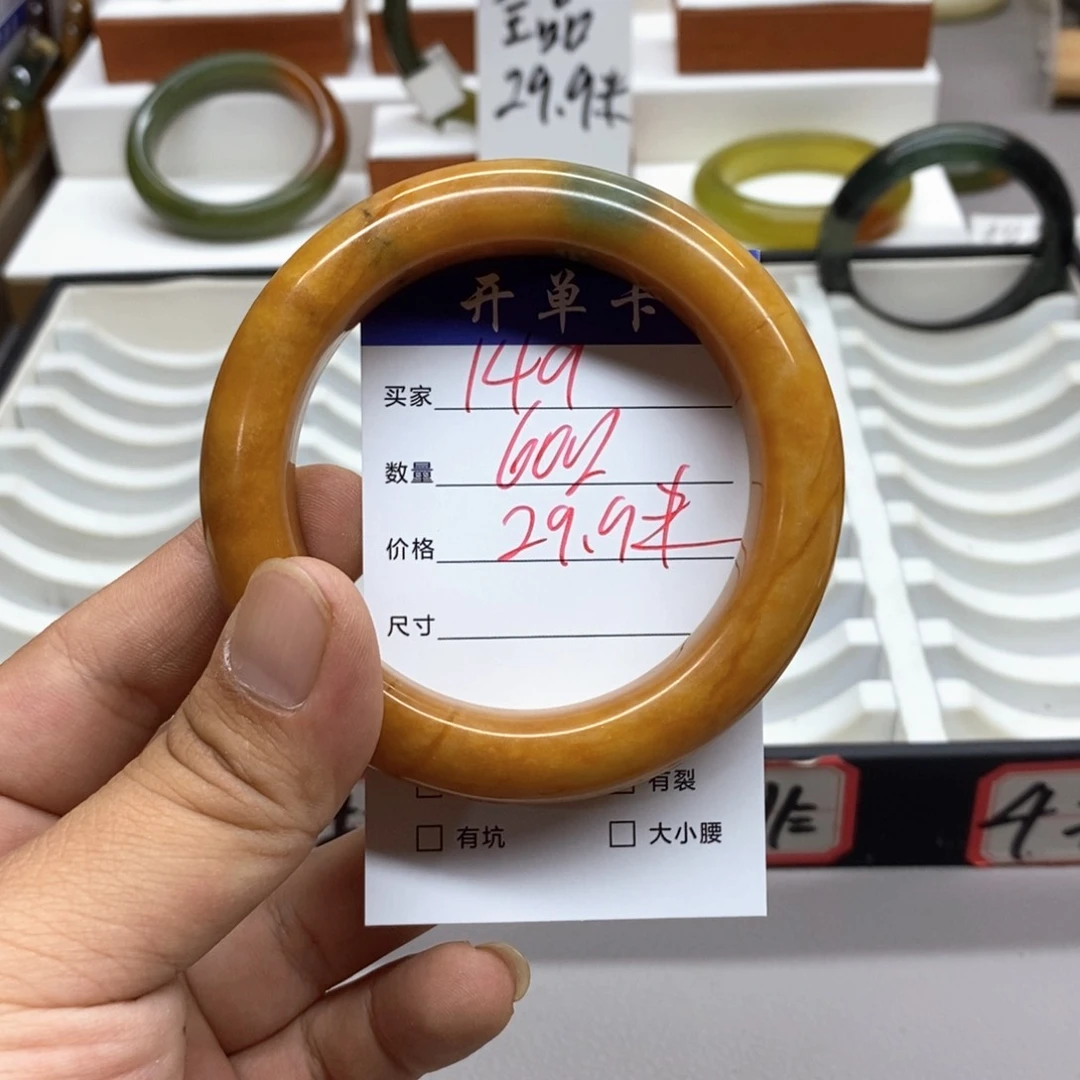 29.9米
开单卡
买家 149
数量
价格 29.9米
尺寸
有裂
有坑
大小腰